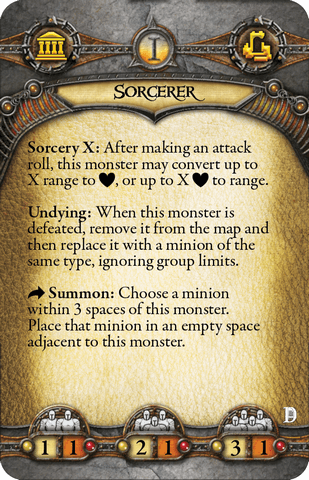 I
SORCERER
Sorcery X: After making an attack
roll, this monster may convert up to
X range to ♥, or up to X ♥ to range.
Undying: When this monster is
defeated, remove it from the map and
then replace it with a minion of the
same type, ignoring group limits.
Summon: Choose a minion
within 3 spaces of this monster.
Place that minion in an empty space
adjacent to this monster.
1 1 2 1 3 1